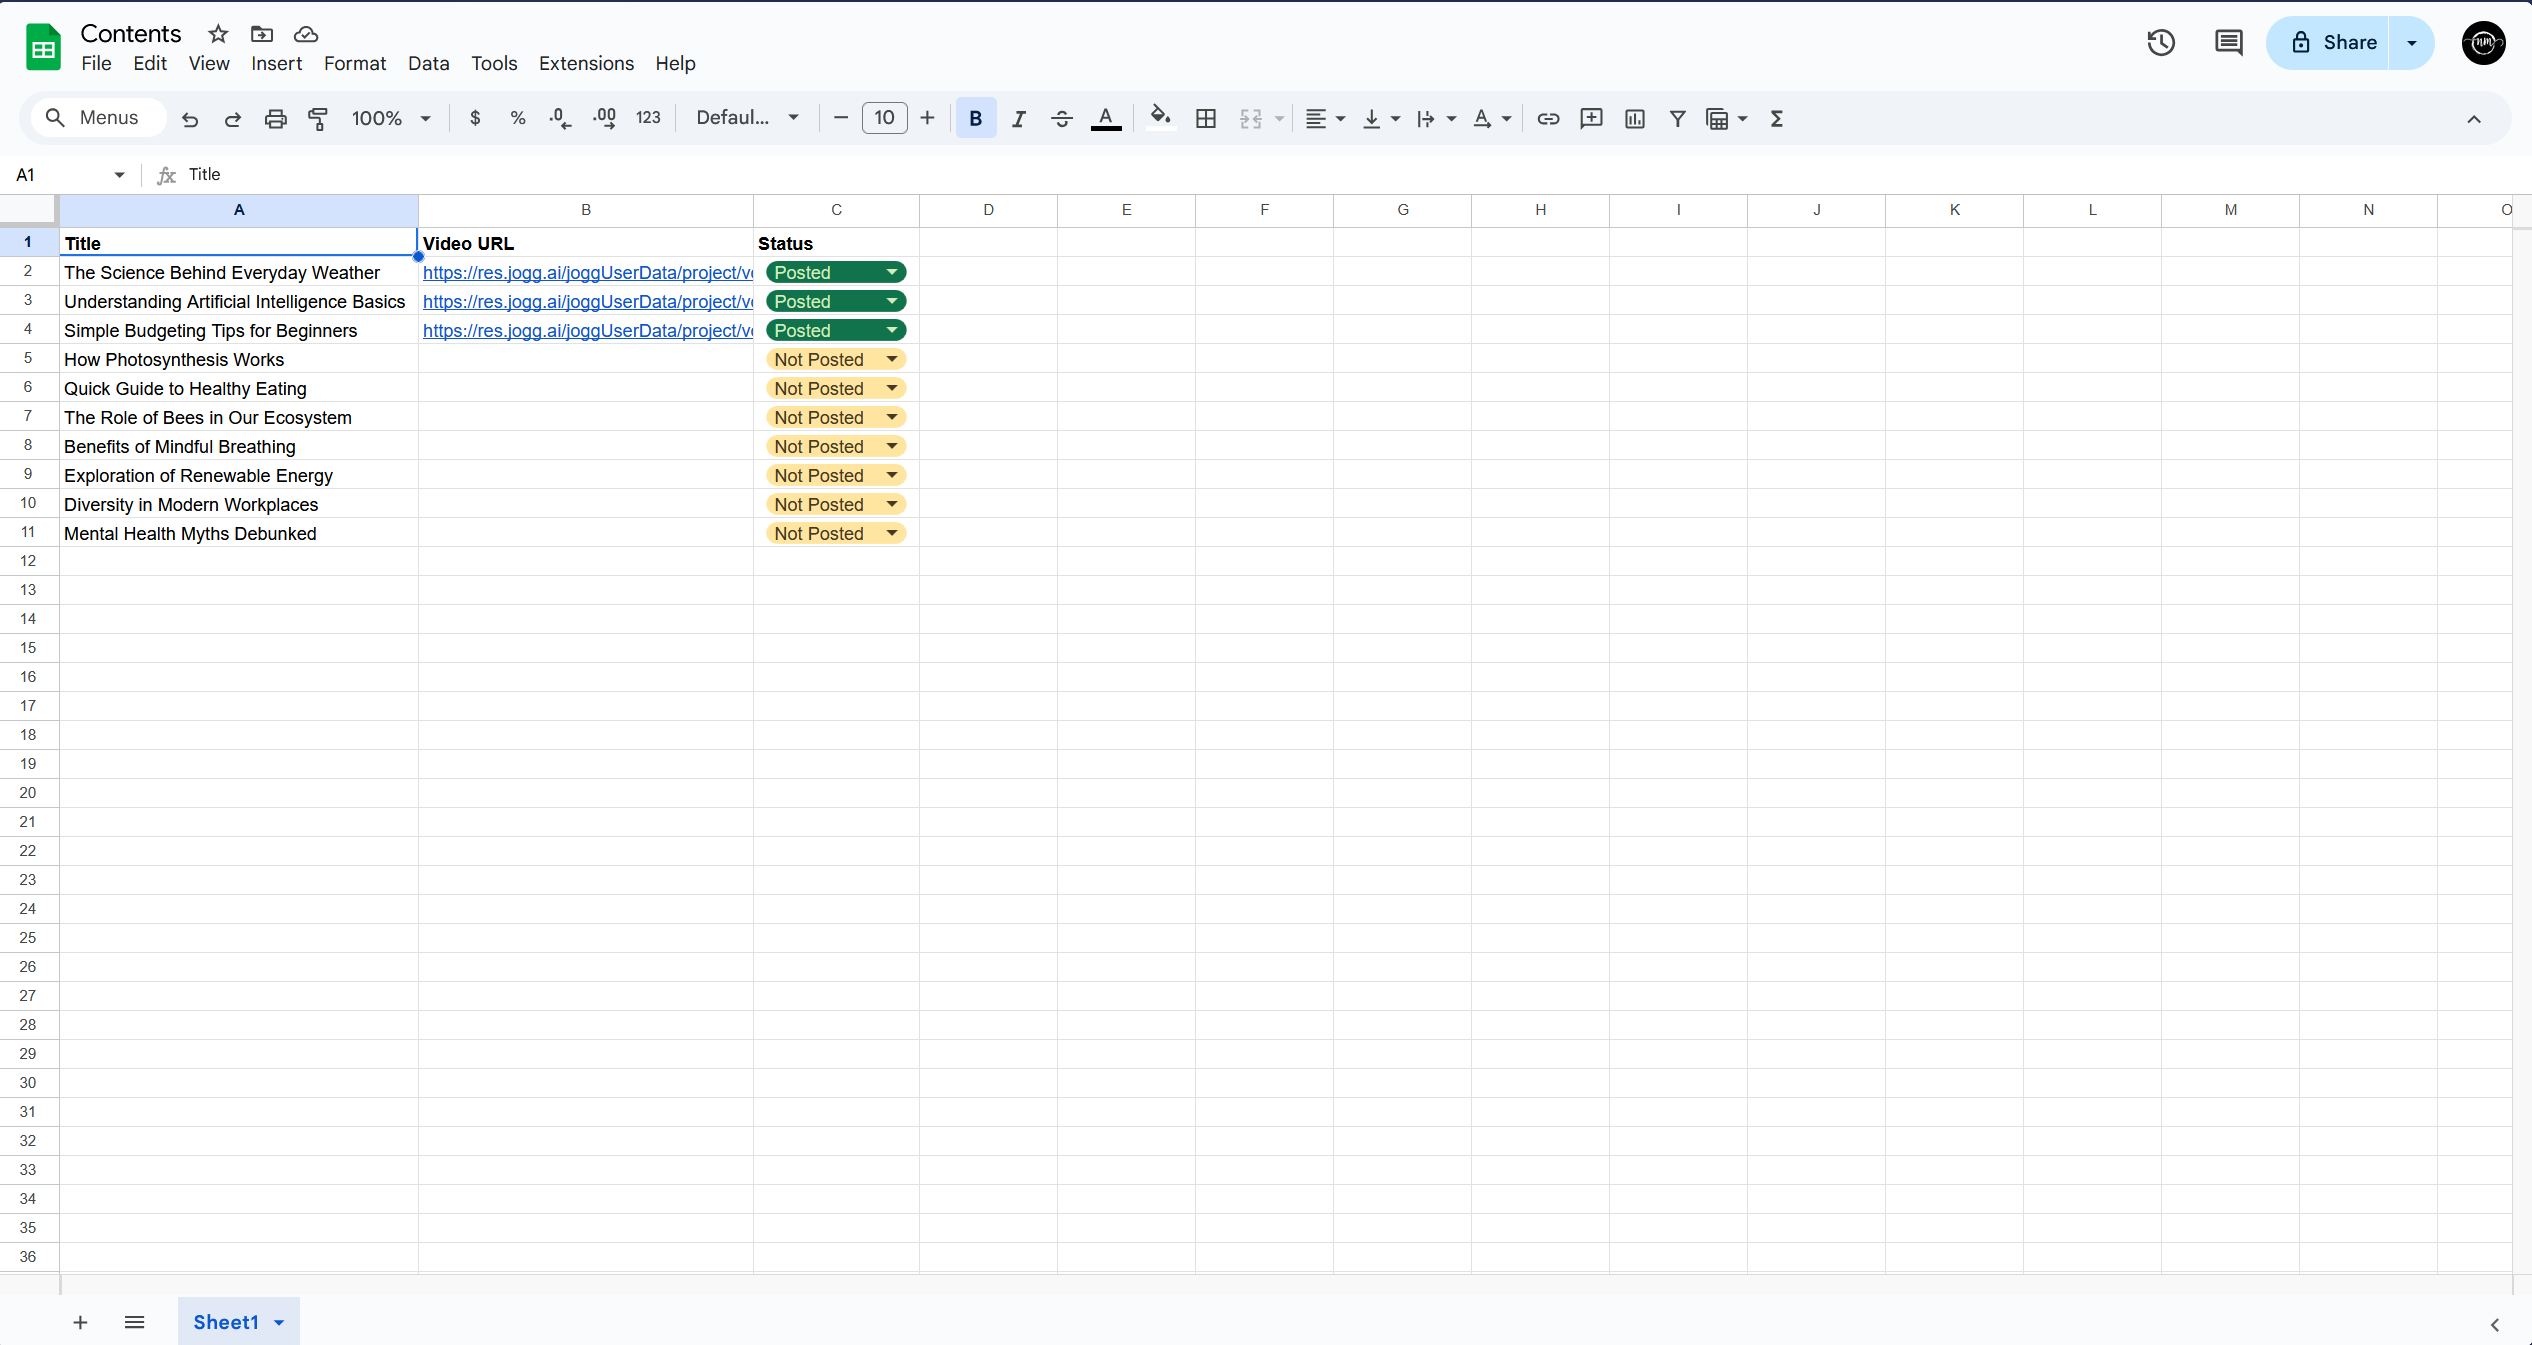 Contents
File Edit View Insert Format Data Tools Extensions Help
Share
Menus 100% $ % .0 .00 123 Defaul... 10 B I A
A1 fx Title
A B C D E F G H I J K L M N O
1 Title Video URL Status
2 The Science Behind Everyday Weather https://res.jogg.ai/joggUserData/project/v Posted
3 Understanding Artificial Intelligence Basics https://res.jogg.ai/joggUserData/project/v Posted
4 Simple Budgeting Tips for Beginners https://res.jogg.ai/joggUserData/project/v Posted
5 How Photosynthesis Works Not Posted
6 Quick Guide to Healthy Eating Not Posted
7 The Role of Bees in Our Ecosystem Not Posted
8 Benefits of Mindful Breathing Not Posted
9 Exploration of Renewable Energy Not Posted
10 Diversity in Modern Workplaces Not Posted
11 Mental Health Myths Debunked Not Posted
12
13
14
15
16
17
18
19
20
21
22
23
24
25
26
27
28
29
30
31
32
33
34
35
36
Sheet1